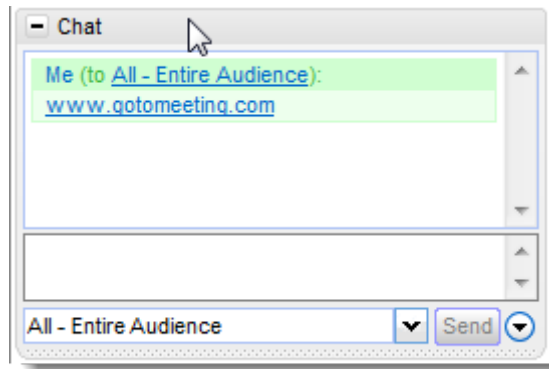 Chat
Me (to All - Entire Audience):
www.gotomeeting.com
All - Entire Audience
Send